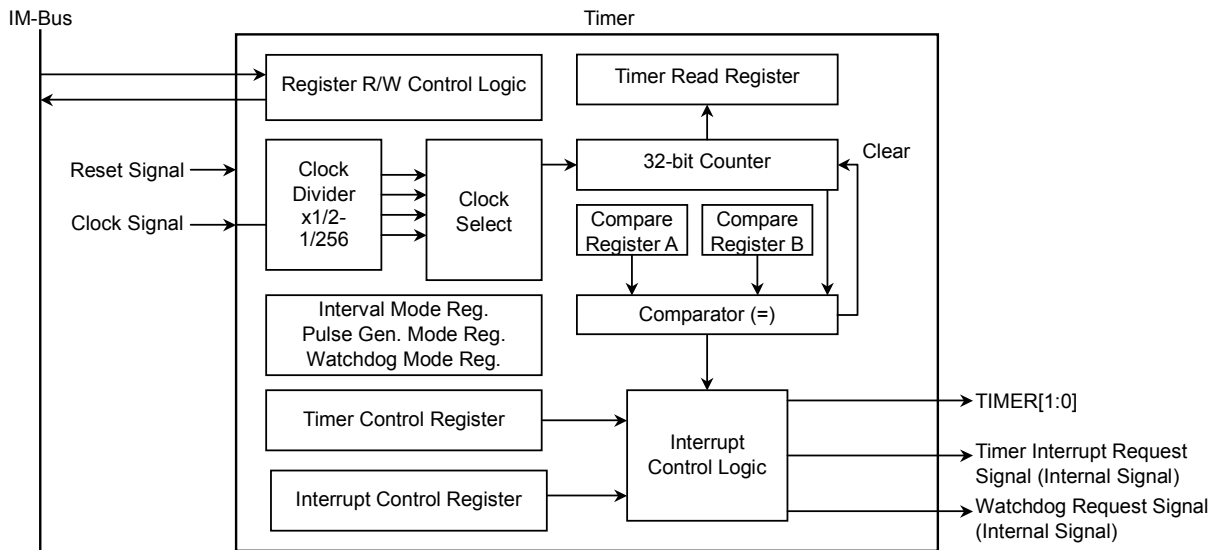 IM-Bus
Timer
Register R/W Control Logic
Timer Read Register
Reset Signal
Clock Signal
Clock
Divider
x1/2-
1/256
Clock
Select
32-bit Counter
Clear
Compare
Register A
Compare
Register B
Comparator (=)
Interval Mode Reg.
Pulse Gen. Mode Reg.
Watchdog Mode Reg.
Timer Control Register
Interrupt Control Register
Interrupt
Control Logic
TIMER[1:0]
Timer Interrupt Request
Signal (Internal Signal)
Watchdog Request Signal
(Internal Signal)